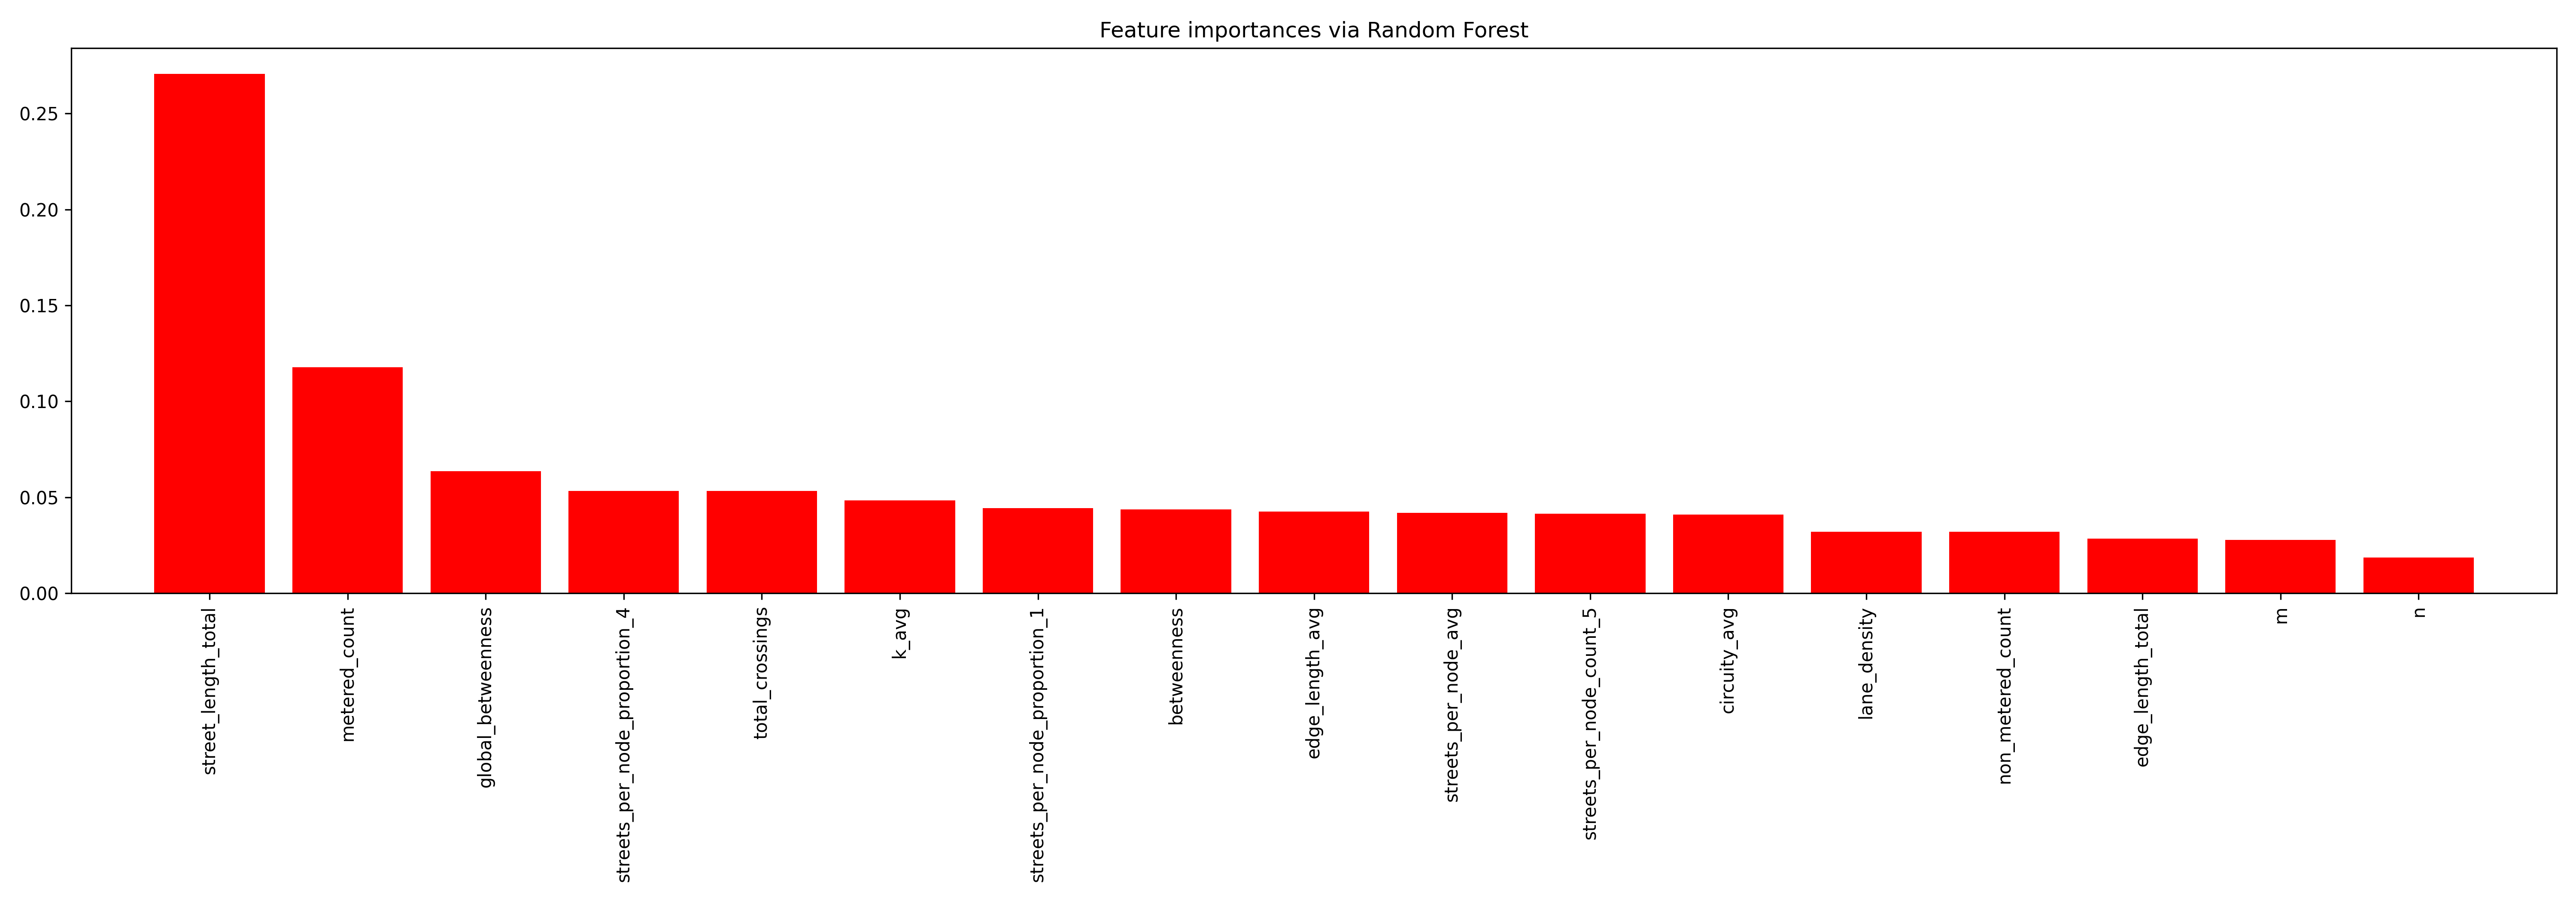 Feature importances via Random Forest
0.25
0.20
0.15
0.10
0.05
0.00
street_length_total
metered_count
global_betweenness
streets_per_node_proportion_4
total_crossings
k_avg
streets_per_node_proportion_1
betweenness
edge_length_avg
streets_per_node_avg
streets_per_node_count_5
circuity_avg
lane_density
non_metered_count
edge_length_total
m
n